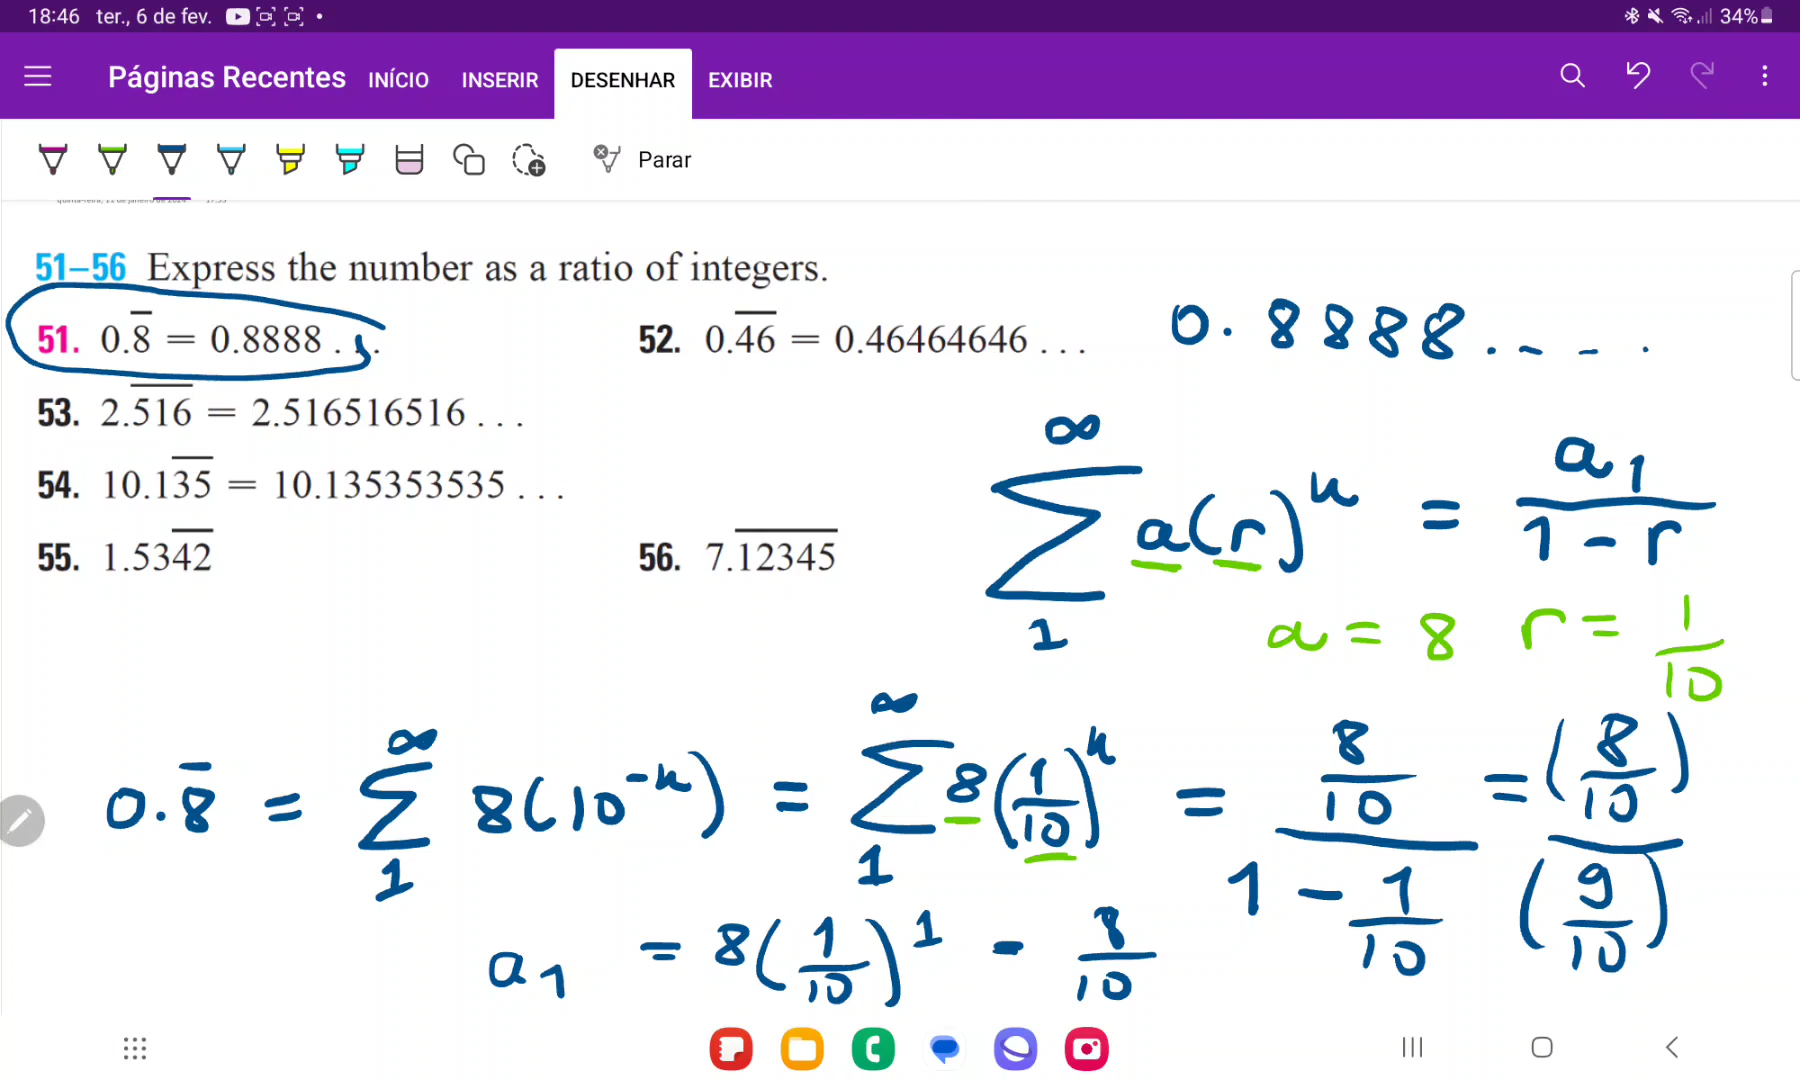 18:46 ter., 6 de fev. 34%
Páginas Recentes INÍCIO INSERIR DESENHAR EXIBIR
Parar
51–56 Express the number as a ratio of integers.
51. 0.8̅ = 0.8888 . . .
52. 0.4̅6̅ = 0.46464646 . . .
0.8888. - - .
53. 2.5̅1̅6̅ = 2.516516516 . . .
54. 10.13̅5̅ = 10.135353535 . . .
55. 1.534̅2̅
56. 7.1̅2̅3̅4̅5̅
∞ ∑ 1 a(r)ⁿ = a₁ / 1 - r
a = 8 r = 1/10
0.8̅ = ∞ ∑ 1 8(10⁻ⁿ) = ∞ ∑ 1 8(1/10)ⁿ = 8/10 / 1 - 1/10 = (8/10) / (9/10)
a₁ = 8(1/10)¹ - 8/10